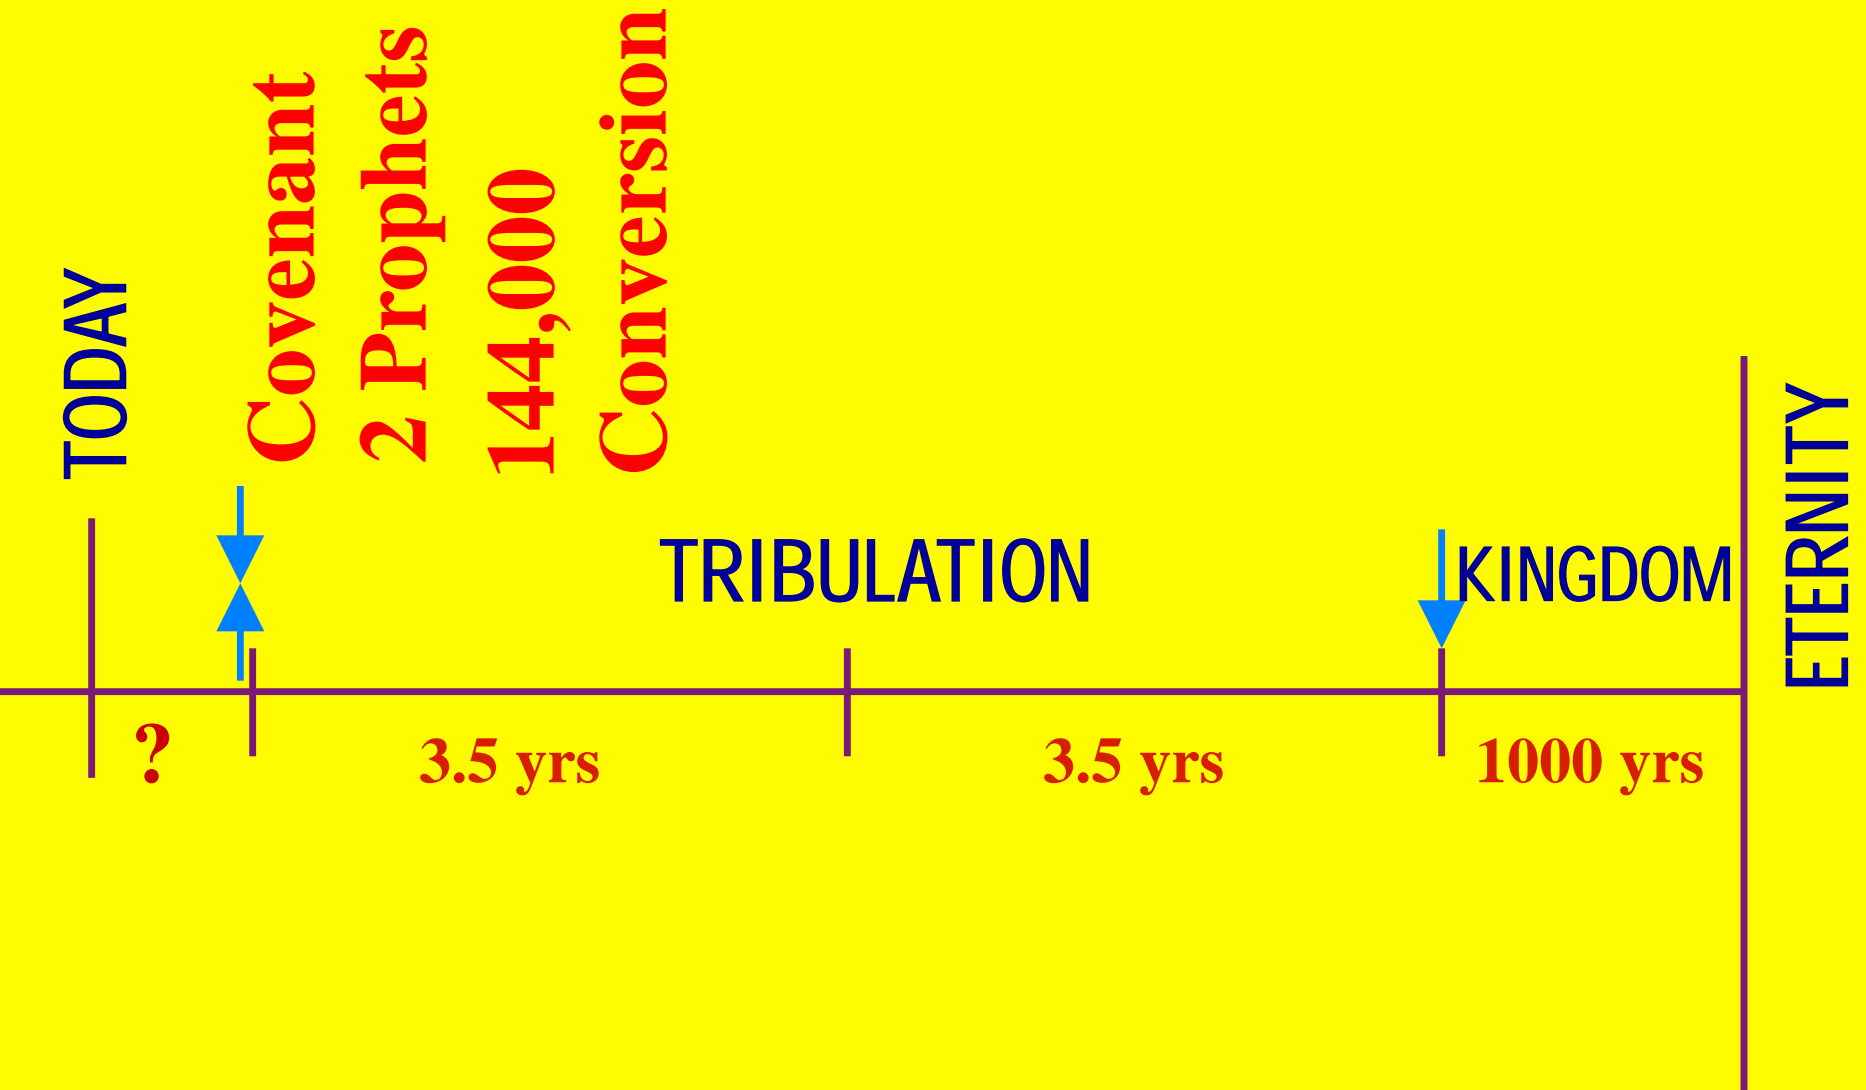 TODAY
Covenant
2 Prophets
144,000
Conversion
TRIBULATION
KINGDOM
ETERNITY
?
3.5 yrs
3.5 yrs
1000 yrs